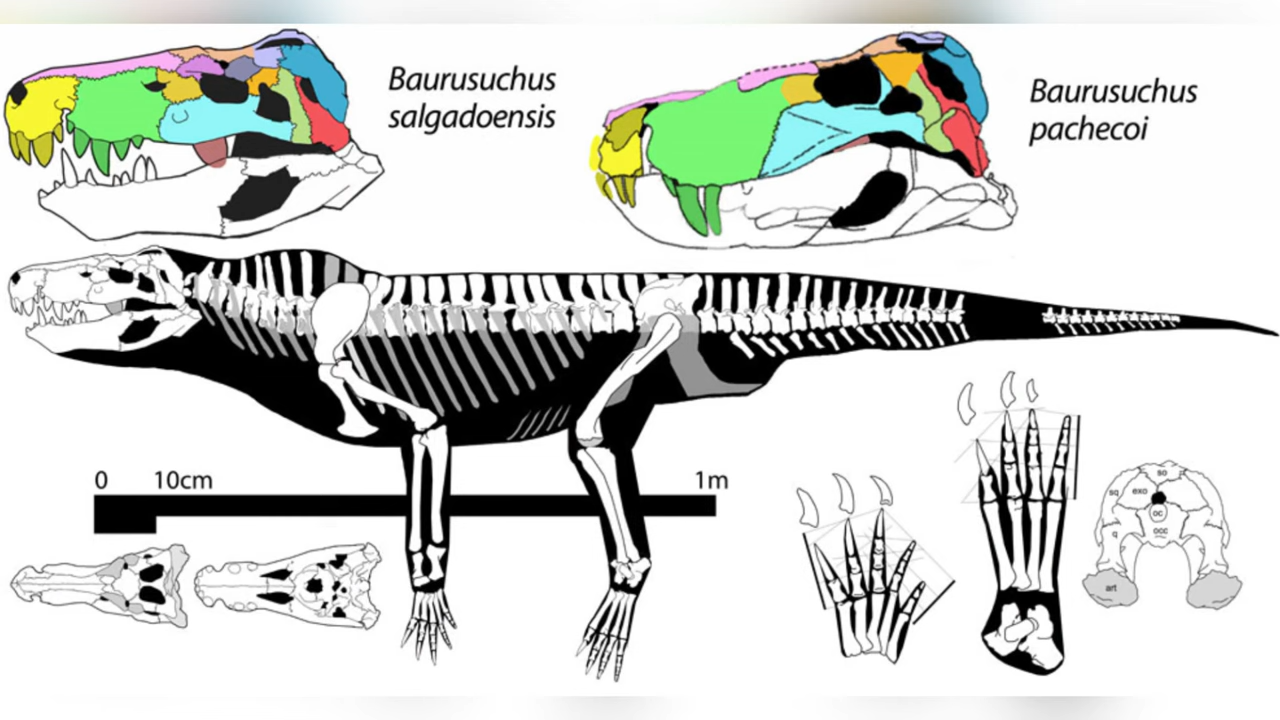 Baurusuchus
salgadoensis
Baurusuchus
pachecoi
0 10cm 1m
so
sq exo
oc
q occ
art